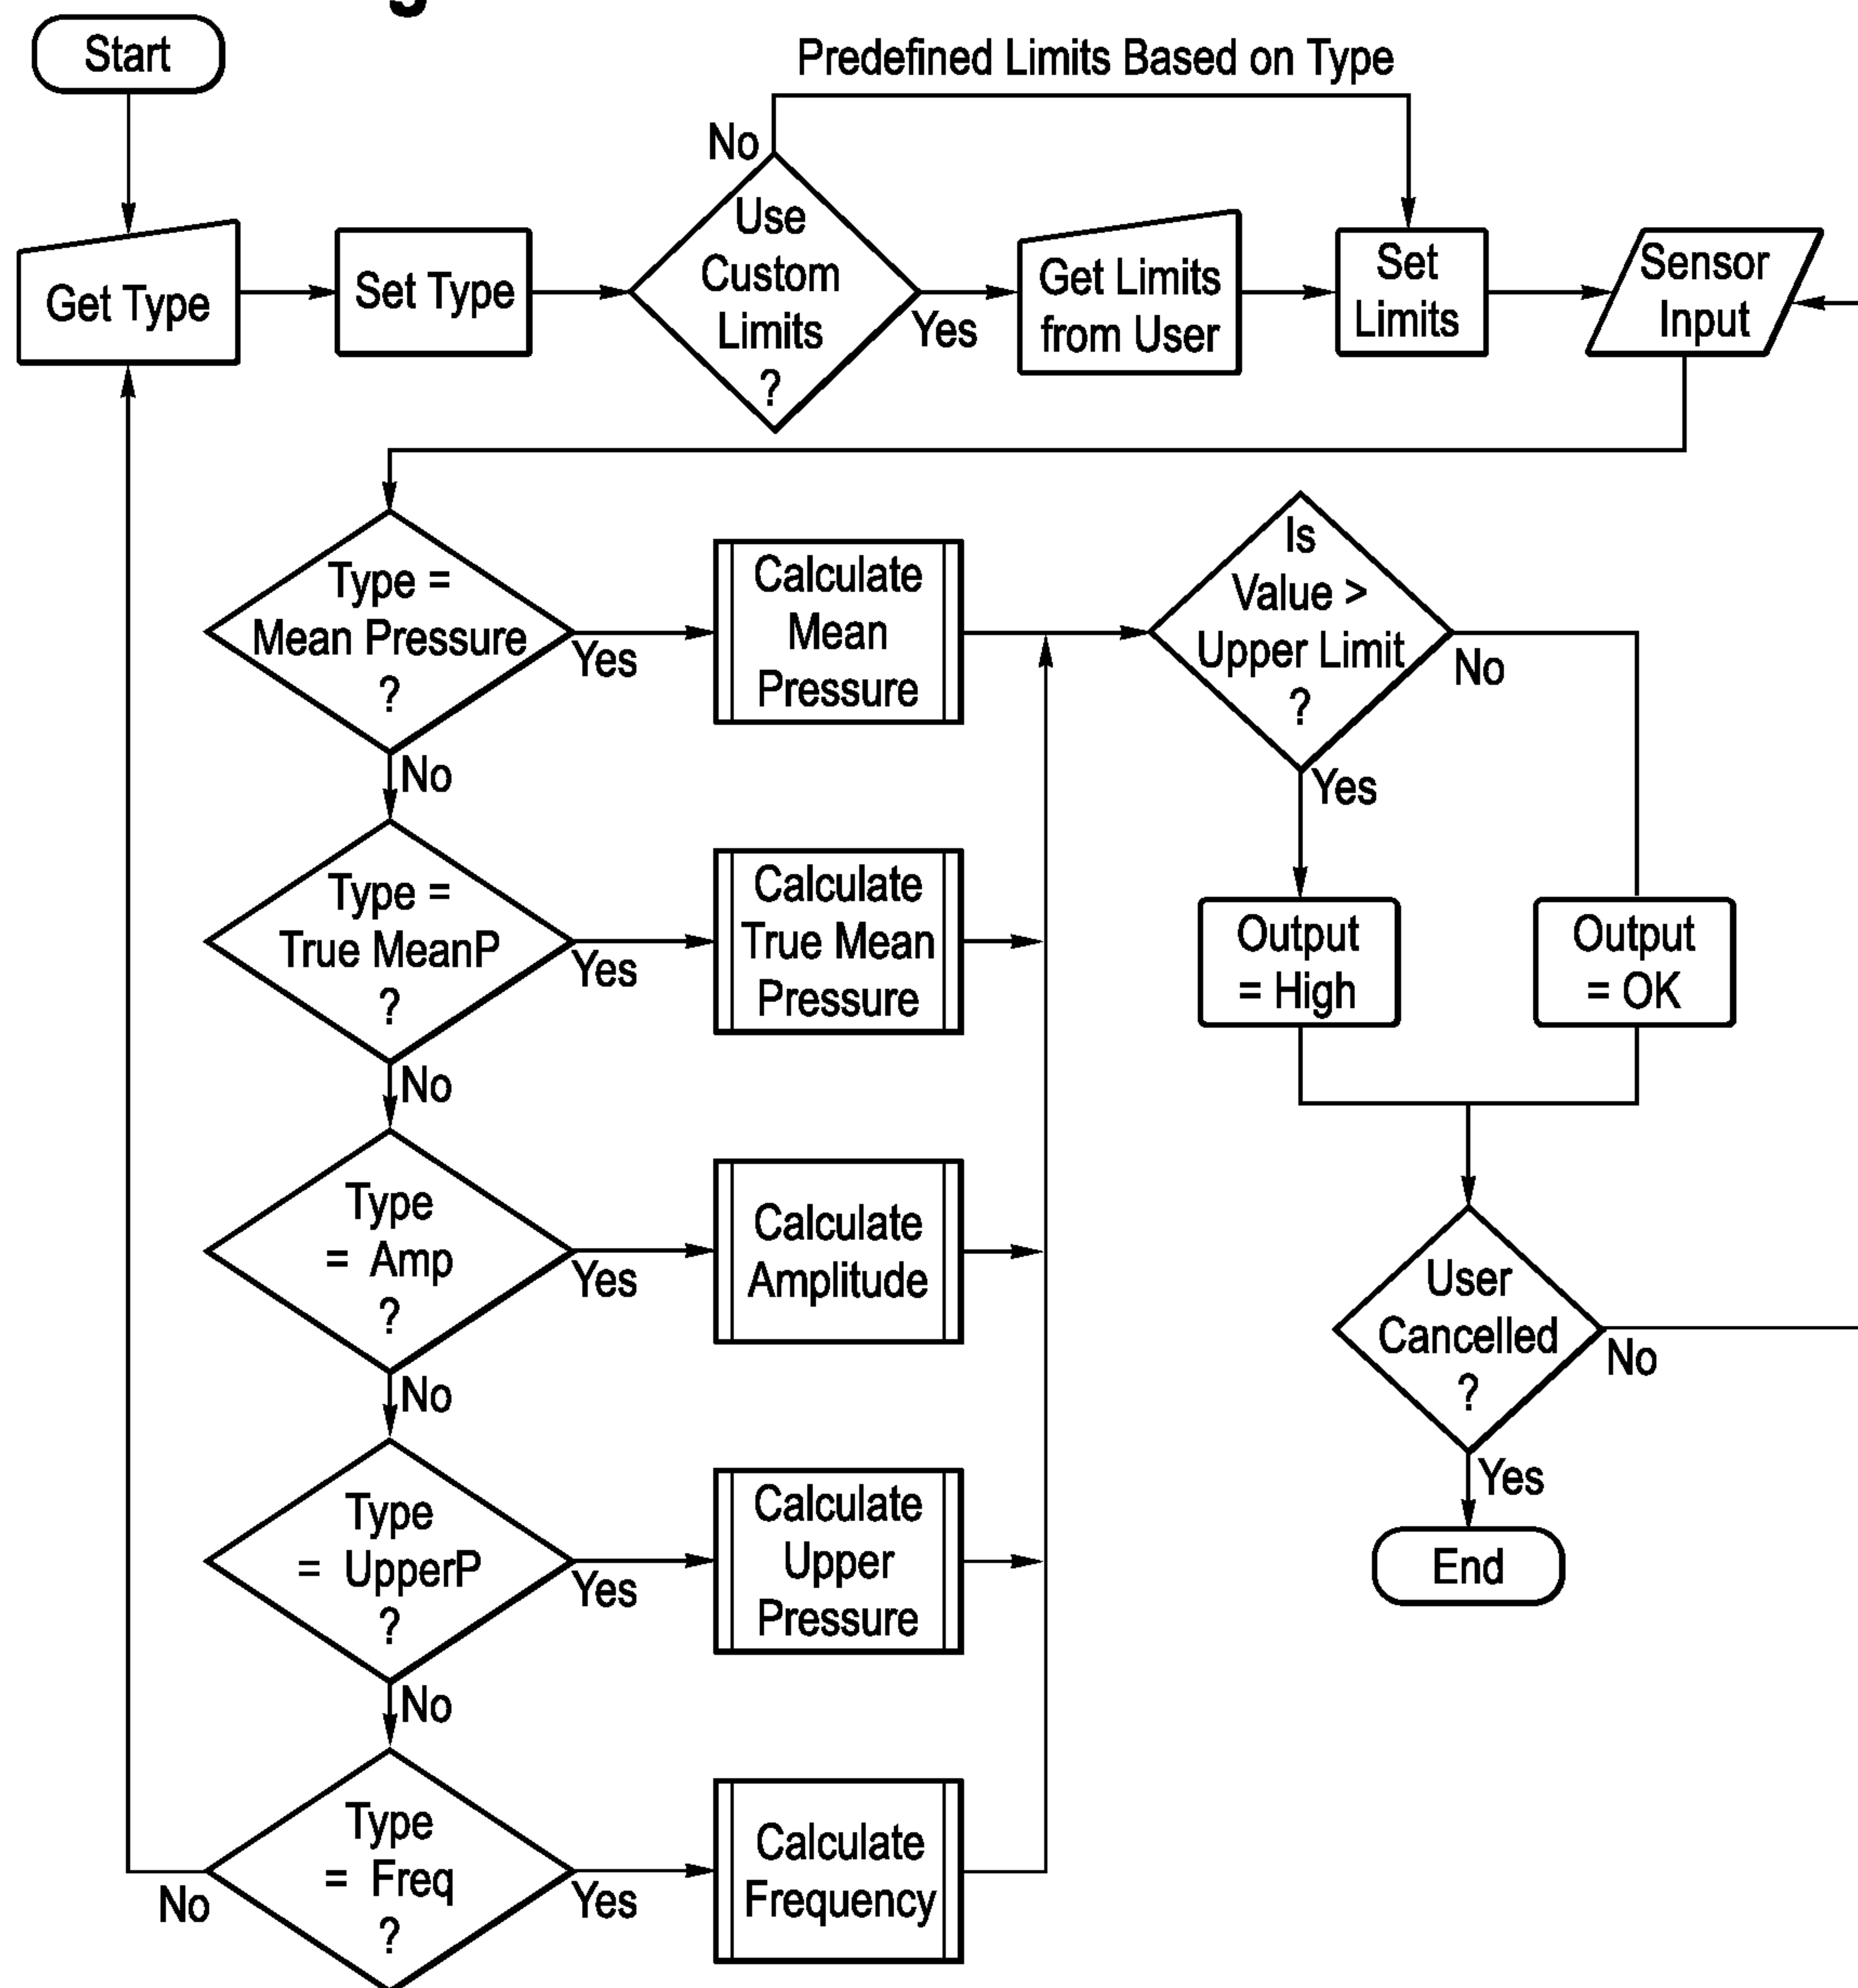 Start
Predefined Limits Based on Type
No
Get Type
Set Type
Use
Custom
Limits
?
Yes
Get Limits
from User
Set
Limits
Sensor
Input
Type =
Mean Pressure
?
Yes
No
Calculate
Mean
Pressure
Is
Value >
Upper Limit
?
No
Yes
Type =
True MeanP
?
Yes
No
Calculate
True Mean
Pressure
Output
= High
Output
= OK
Type
= Amp
?
Yes
No
Calculate
Amplitude
User
Cancelled
?
No
Yes
End
Type
= UpperP
?
Yes
No
Calculate
Upper
Pressure
Type
= Freq
?
No
Yes
Calculate
Frequency